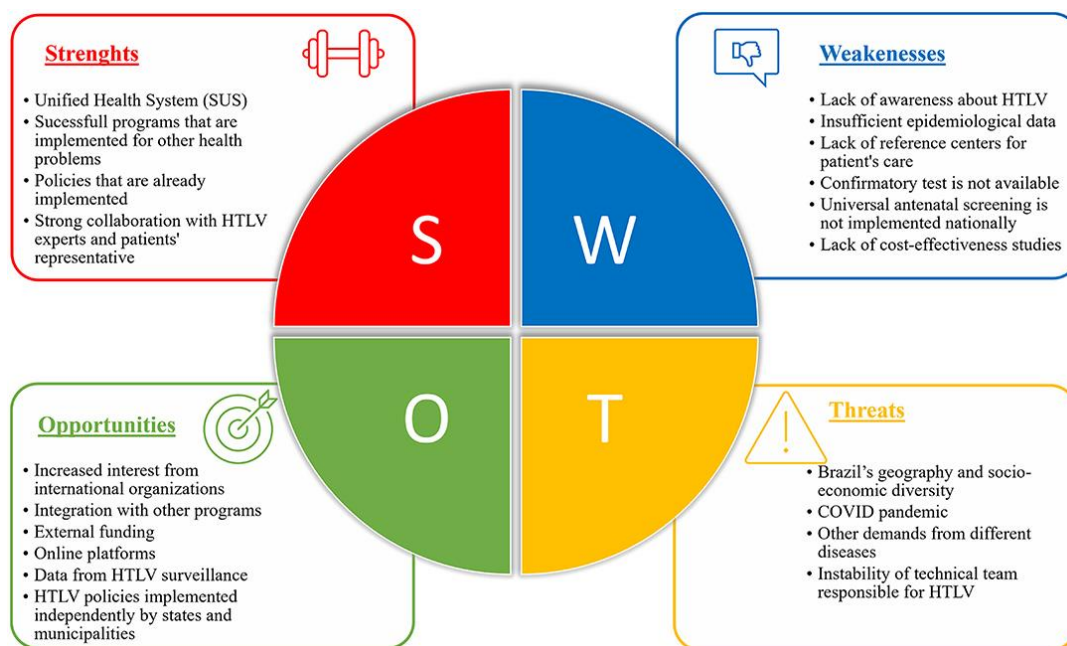 Strenghts
• Unified Health System (SUS)
• Sucessfull programs that are
implemented for other health
problems
• Policies that are already
implemented
• Strong collaboration with HTLV
experts and patients'
representative
Weakenesses
• Lack of awareness about HTLV
• Insufficient epidemiological data
• Lack of reference centers for
patient's care
• Confirmatory test is not available
• Universal antenatal screening is
not implemented nationally
• Lack of cost-effectiveness studies
S
W
O
T
Opportunities
• Increased interest from
international organizations
• Integration with other programs
• External funding
• Online platforms
• Data from HTLV surveillance
• HTLV policies implemented
independently by states and
municipalities
Threats
• Brazil’s geography and socio-
economic diversity
• COVID pandemic
• Other demands from different
diseases
• Instability of technical team
responsible for HTLV